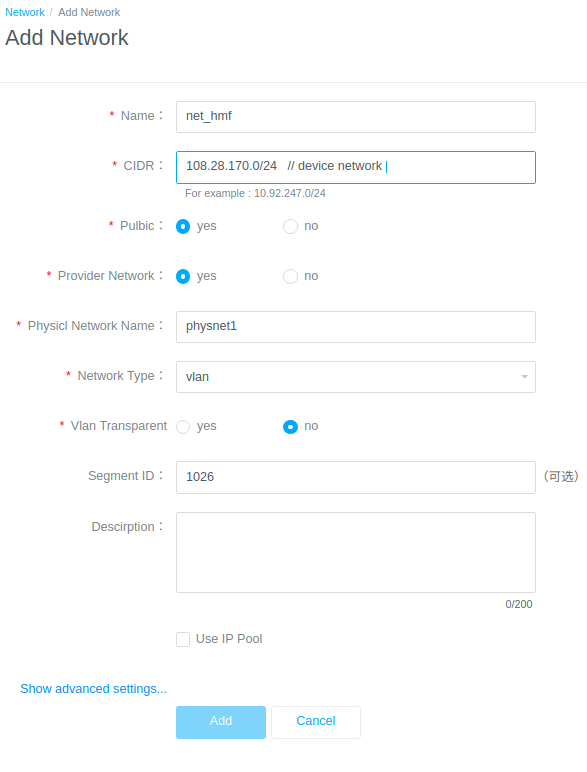 Network / Add Network
Add Network
* Name： net_hmf
* CIDR： 108.28.170.0/24 // device network
For example : 10.92.247.0/24
* Pulbic： yes no
* Provider Network： yes no
* Physicl Network Name： physnet1
* Network Type： vlan
* Vlan Transparent yes no
Segment ID： 1026 （可选）
Descirption：
0/200
Use IP Pool
Show advanced settings...
Add Cancel